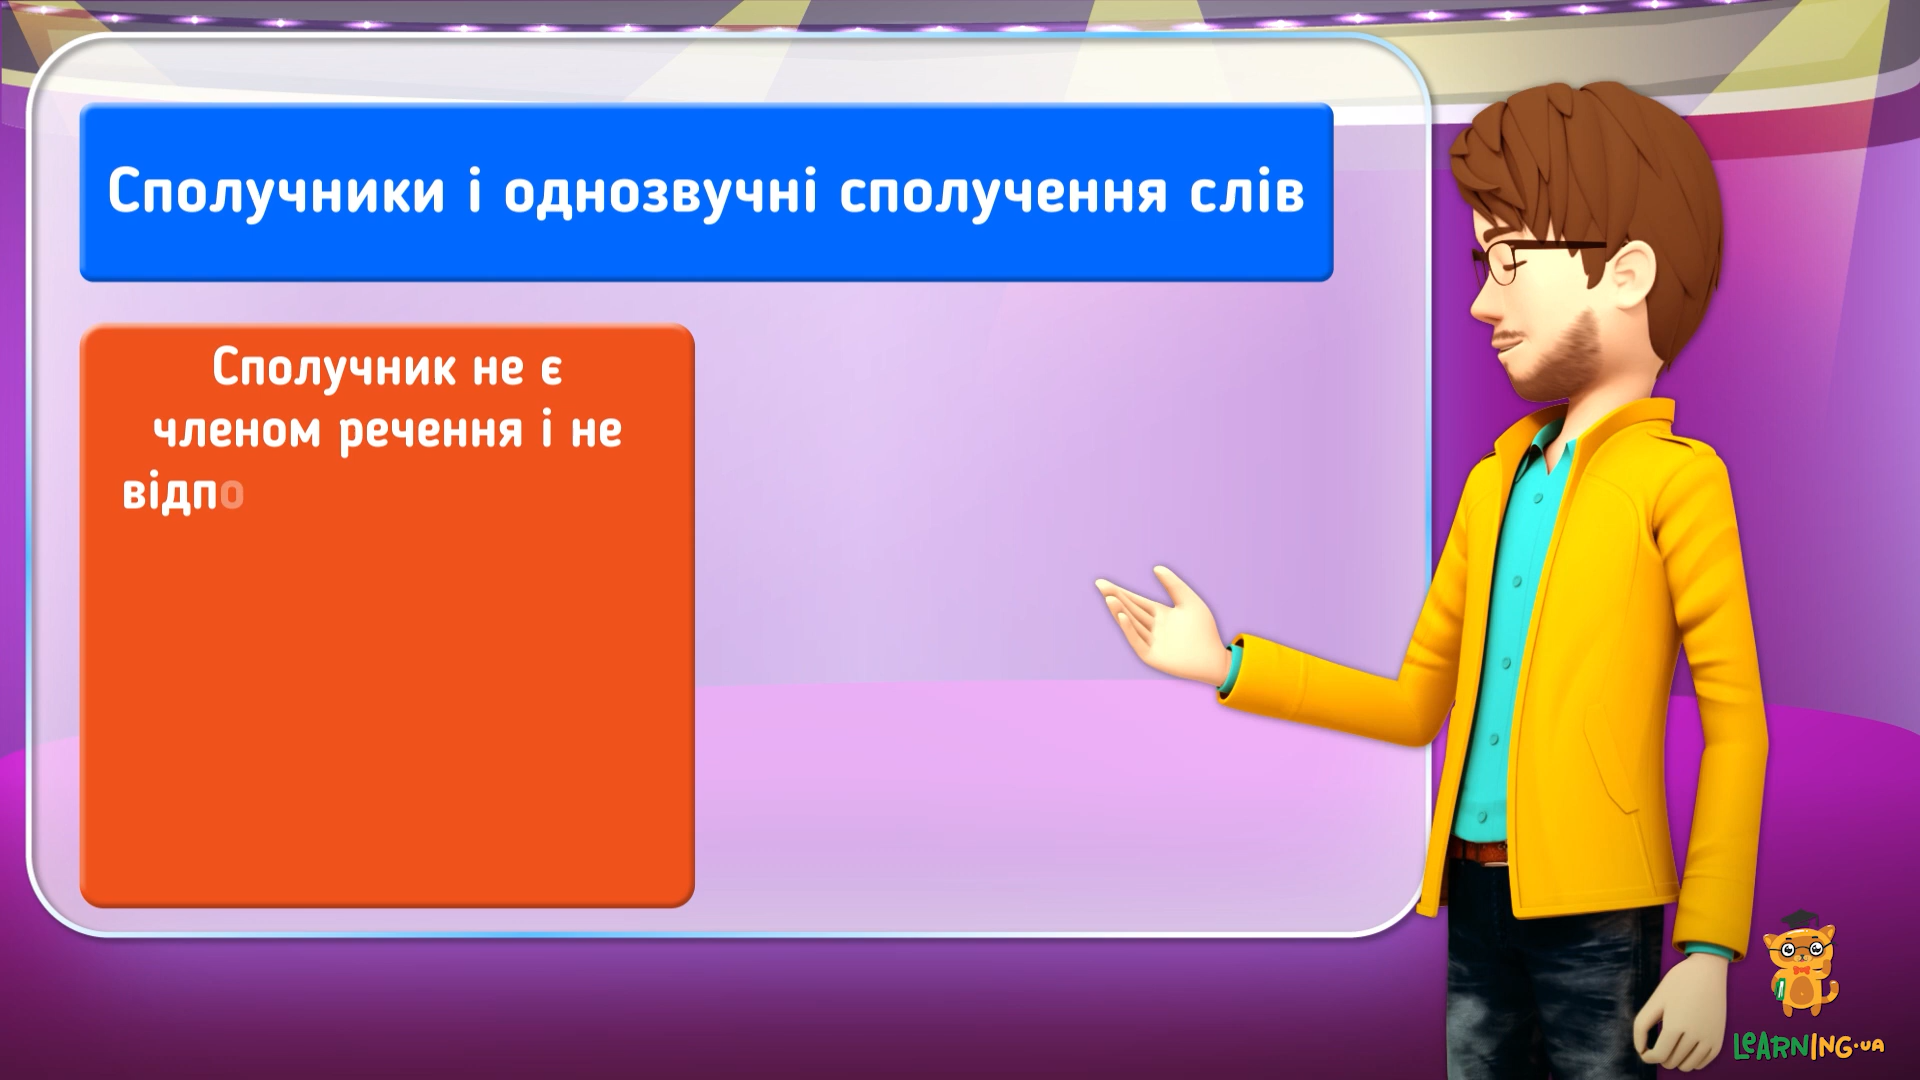 Сполучники і однозвучні сполучення слів
Сполучник не є
членом речення і не
відпо
LEARNING.UA